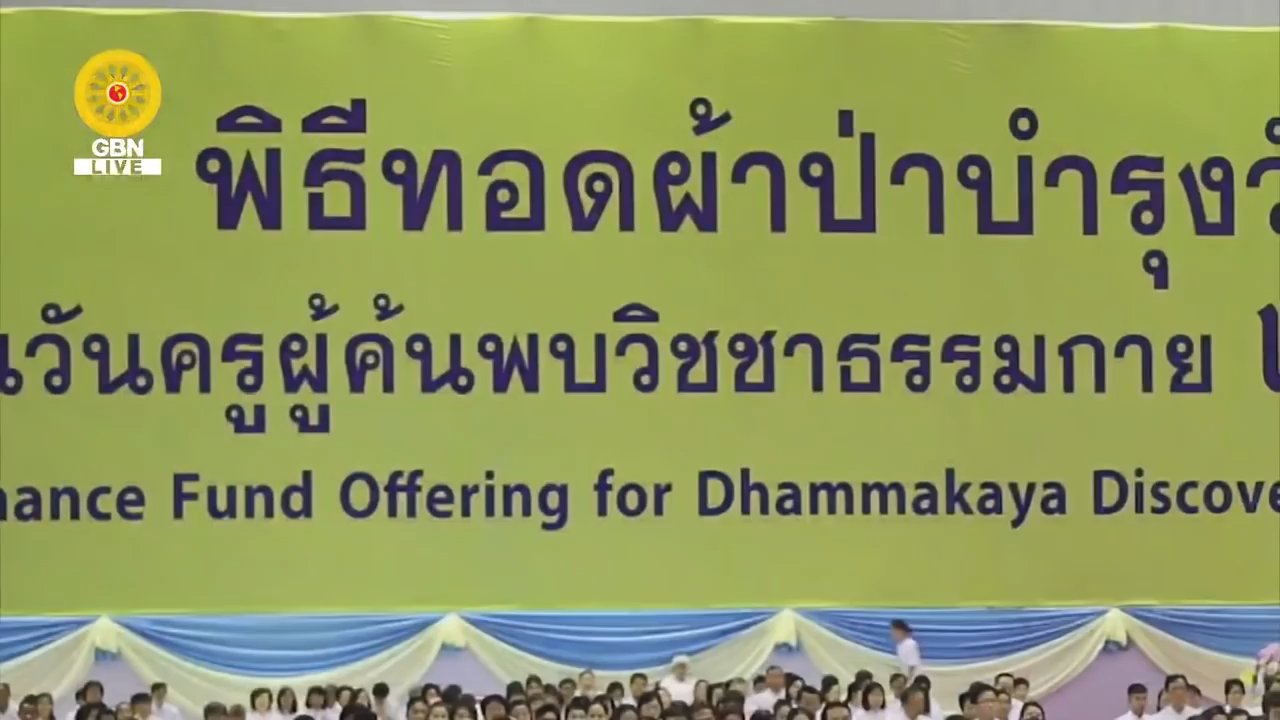 GBN
LIVE
พิธีทอดผ้าป่าบำรุง
วันครูผู้ค้นพบวิชชาธรรมกาย
Fund Offering for Dhammakaya